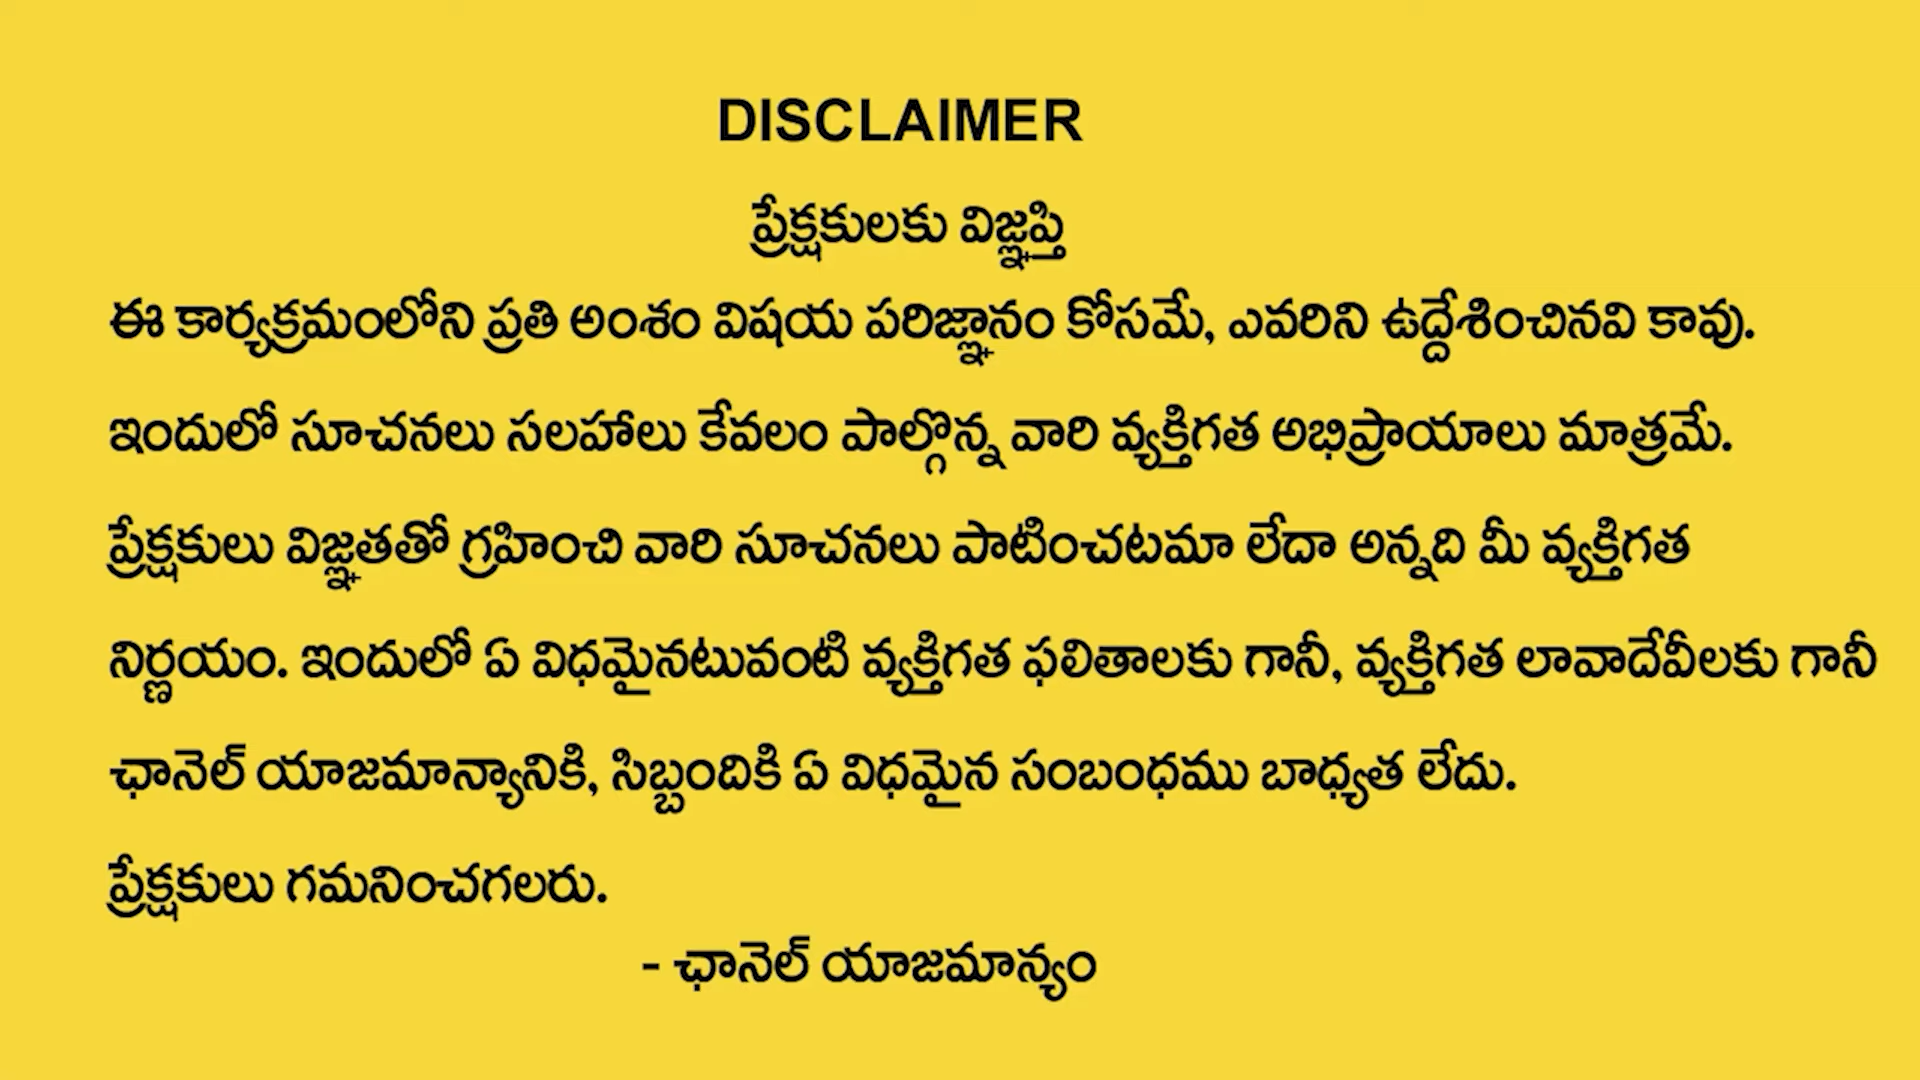 DISCLAIMER
ప్రేక్షకులకు విజ్ఞప్తి
ఈ కార్యక్రమంలోని ప్రతి అంశం విషయ పరిజ్ఞానం కోసమే, ఎవరిని ఉద్దేశించినవి కావు.
ఇందులో సూచనలు సలహాలు కేవలం పాల్గొన్న వారి వ్యక్తిగత అభిప్రాయాలు మాత్రమే.
ప్రేక్షకులు విజ్ఞతతో గ్రహించి వారి సూచనలు పాటించటమా లేదా అన్నది మీ వ్యక్తిగత
నిర్ణయం. ఇందులో ఏ విధమైనటువంటి వ్యక్తిగత ఫలితాలకు గానీ, వ్యక్తిగత లావాదేవీలకు గానీ
ఛానెల్ యాజమాన్యానికి, సిబ్బందికి ఏ విధమైన సంబంధము బాధ్యత లేదు.
ప్రేక్షకులు గమనించగలరు.
- ఛానెల్ యాజమాన్యం